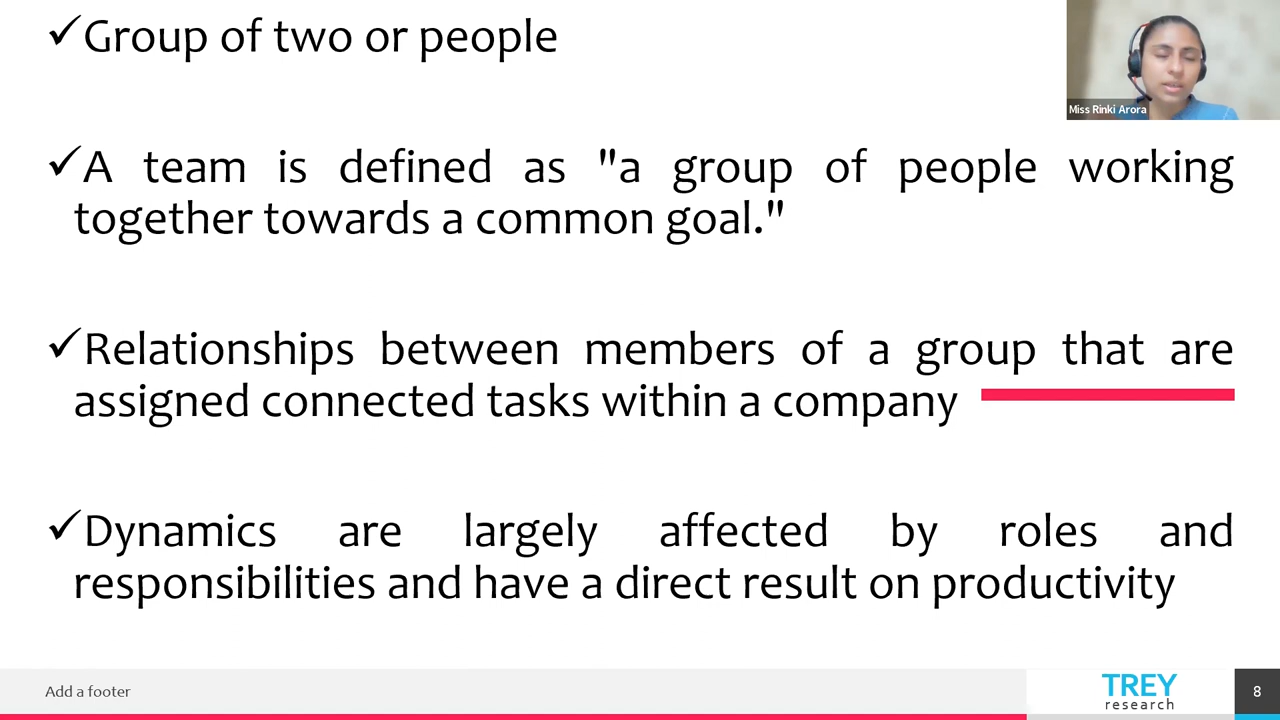 ✓Group of two or people
Miss Rinki Arora
✓A team is defined as "a group of people working
together towards a common goal."
✓Relationships between members of a group that are
assigned connected tasks within a company
✓Dynamics are largely affected by roles and
responsibilities and have a direct result on productivity
Add a footer
TREY
research
8